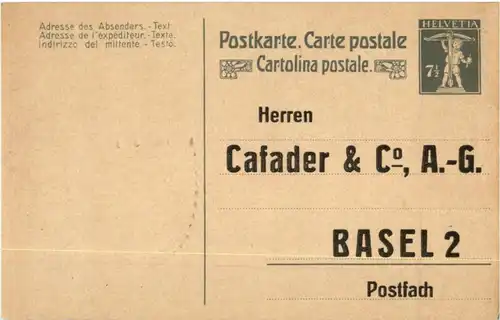 Adresse des Absenders.-Text
Adresse de l'expéditeur.-Texte.
Indirizzo del mittente.-Testo.
Postkarte. Carte postale
Cartolina postale.
HELVETIA
7½
Herren
Cafader & Cº, A.-G.
BASEL 2
Postfach